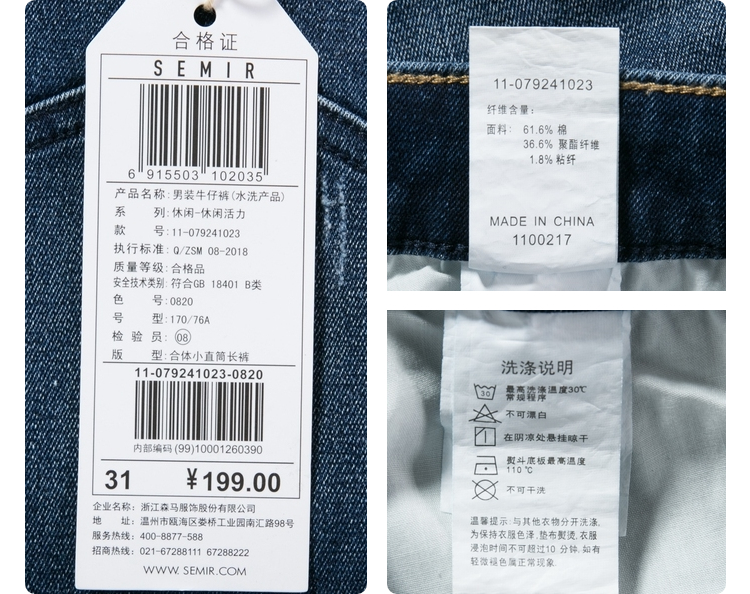 合格证
SEMIR
6 915503 102035
产品名称:男装牛仔裤(水洗产品)
系 列:休闲-休闲活力
款 号:11-079241023
执行标准:Q/ZSM 08-2018
质量等级:合格品
安全技术类别:符合GB 18401 B类
色 号:0820
号 型:170/76A
检 验 员:08
版 型:合体小直筒长裤
11-079241023-0820
内部编码(99)10001260390
31 ¥199.00
企业名称:浙江森马服饰股份有限公司
地 址:温州市瓯海区娄桥工业园南汇路98号
服务热线:400-8877-588
招商热线:021-67288111 67288222
WWW. SEMIR.COM
11-079241023
纤维含量:
面料: 61.6% 棉
36.6% 聚酯纤维
1.8% 粘纤
MADE IN CHINA
1100217
洗涤说明
30
最高洗涤温度30℃
常规程序
不可漂白
在阴凉处悬挂晾干
熨斗底板最高温度
110℃
不可干洗
温馨提示:与其他衣物分开洗涤,
为保持衣服色泽,垫布熨烫,衣服
浸泡时间不可超过10 分钟,如有
轻微褪色属正常现象.